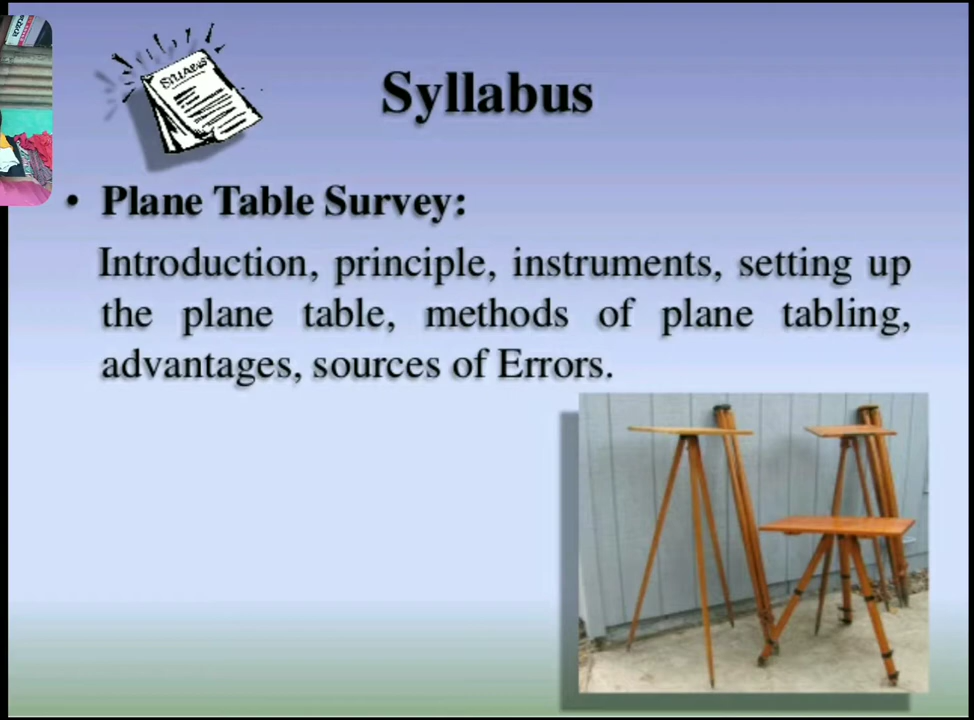 SYLLABUS
Syllabus
• Plane Table Survey:
Introduction, principle, instruments, setting up
the plane table, methods of plane tabling,
advantages, sources of Errors.